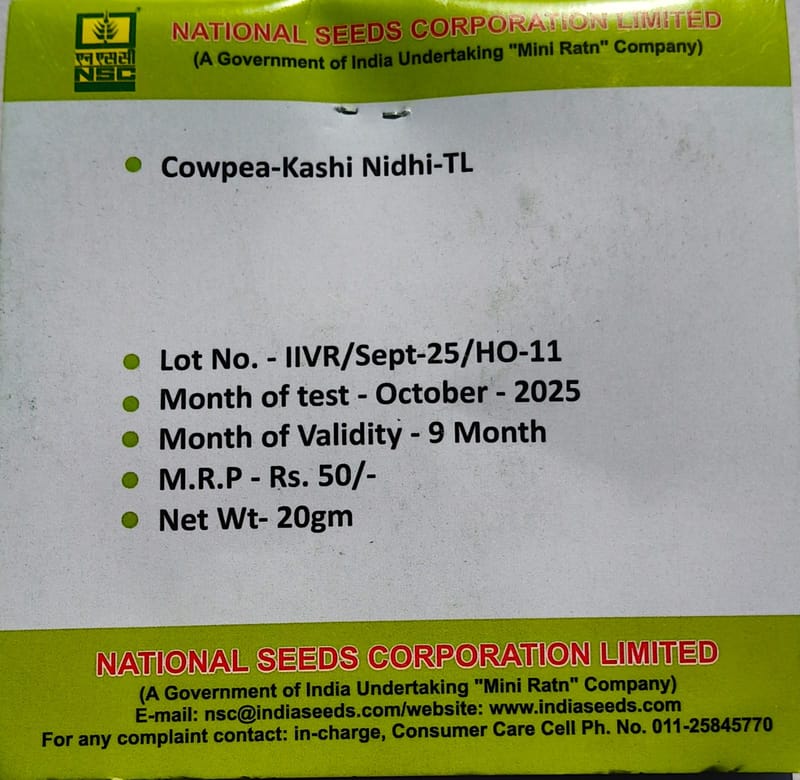 एन एस सी
NSC
NATIONAL SEEDS CORPORATION LIMITED
(A Government of India Undertaking "Mini Ratn" Company)
Cowpea-Kashi Nidhi-TL
Lot No. - IIVR/Sept-25/HO-11
Month of test - October - 2025
Month of Validity - 9 Month
M.R.P - Rs. 50/-
Net Wt- 20gm
NATIONAL SEEDS CORPORATION LIMITED
(A Government of India Undertaking "Mini Ratn" Company)
E-mail: nsc@indiaseeds.com/website: www.indiaseeds.com
For any complaint contact: in-charge, Consumer Care Cell Ph. No. 011-25845770